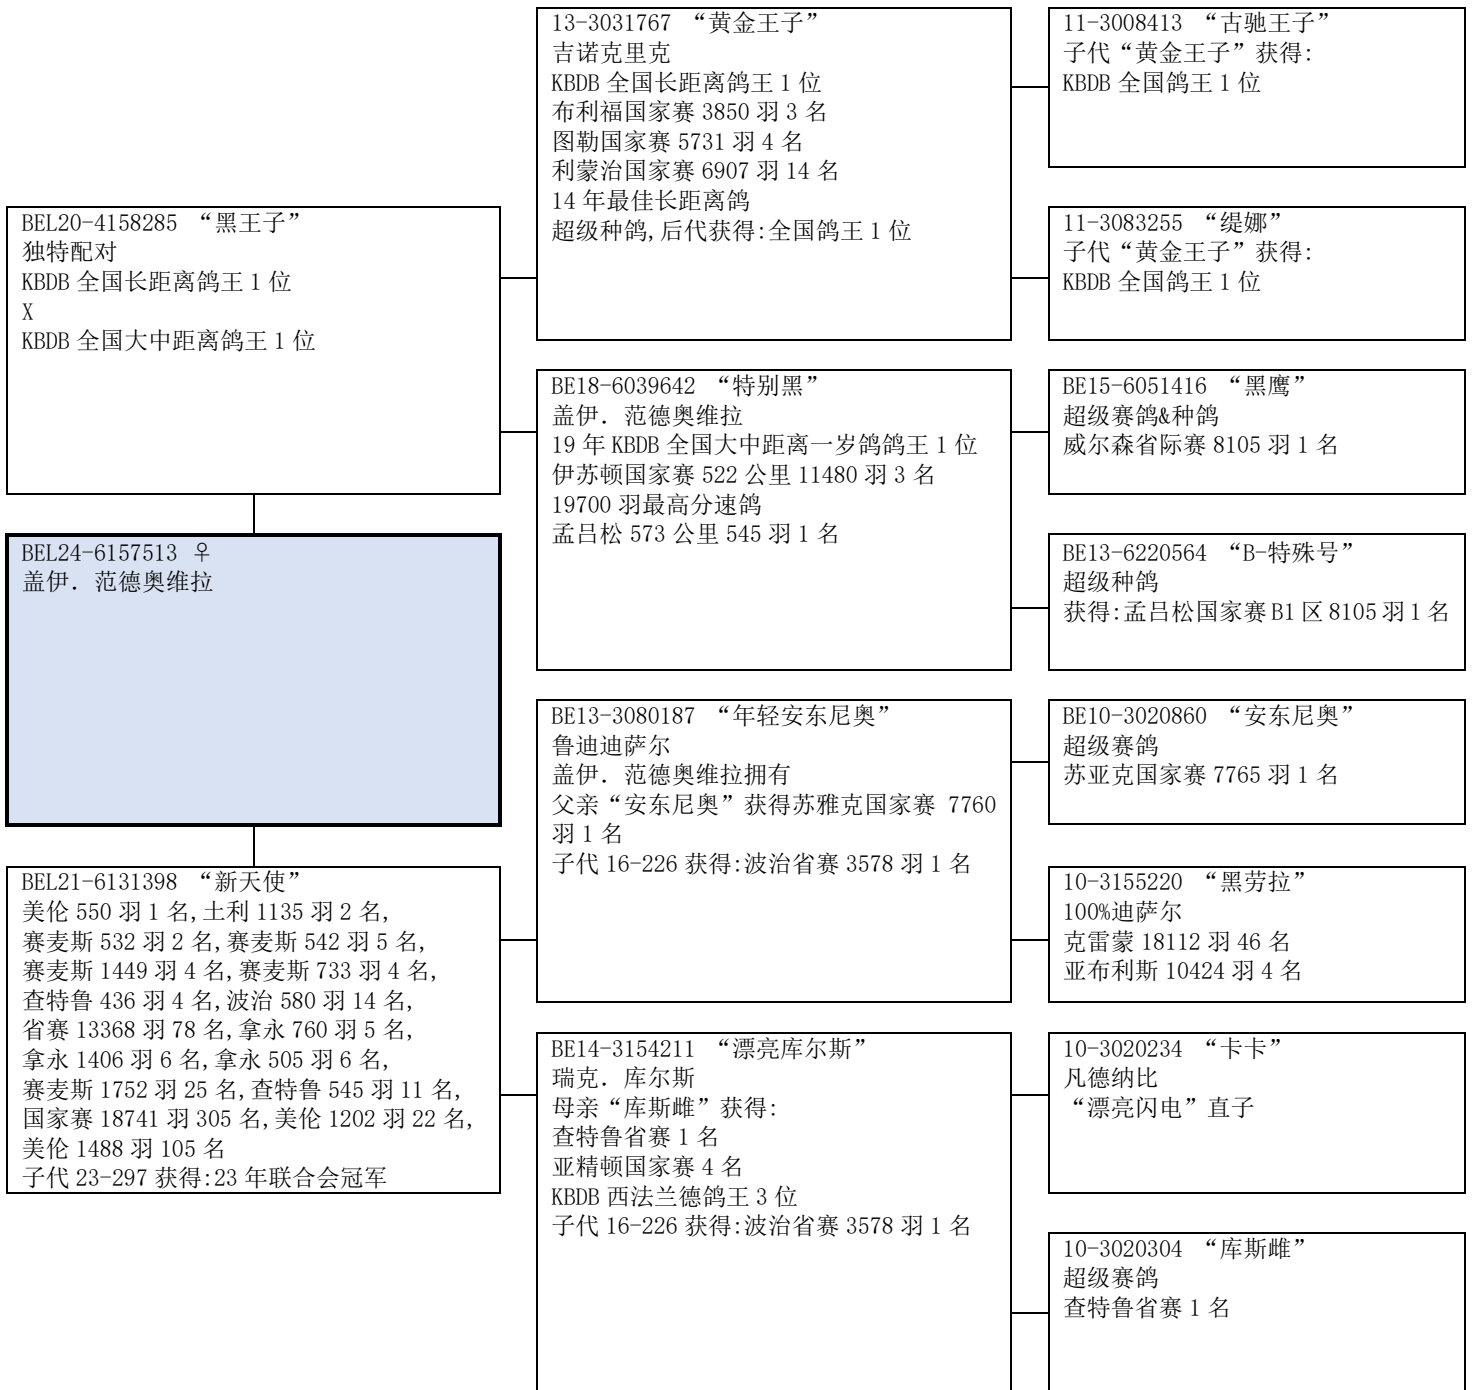 BEL20-4158285 “黑王子”
独特配对
KBDB 全国长距离鸽王 1 位
X
KBDB 全国大中距离鸽王 1 位
BEL24-6157513 ♀
盖伊．范德奥维拉
BEL21-6131398 “新天使”
美伦 550 羽 1 名,土利 1135 羽 2 名,
赛麦斯 532 羽 2 名,赛麦斯 542 羽 5 名,
赛麦斯 1449 羽 4 名,赛麦斯 733 羽 4 名,
查特鲁 436 羽 4 名,波治 580 羽 14 名,
省赛 13368 羽 78 名,拿永 760 羽 5 名,
拿永 1406 羽 6 名,拿永 505 羽 6 名,
赛麦斯 1752 羽 25 名,查特鲁 545 羽 11 名,
国家赛 18741 羽 305 名,美伦 1202 羽 22 名,
美伦 1488 羽 105 名
子代 23-297 获得:23 年联合会冠军
13-3031767 “黄金王子”
吉诺克里克
KBDB 全国长距离鸽王 1 位
布利福国家赛 3850 羽 3 名
图勒国家赛 5731 羽 4 名
利蒙治国家赛 6907 羽 14 名
14 年最佳长距离鸽
超级种鸽,后代获得:全国鸽王 1 位
BE18-6039642 “特别黑”
盖伊．范德奥维拉
19 年 KBDB 全国大中距离一岁鸽鸽王 1 位
伊苏顿国家赛 522 公里 11480 羽 3 名
19700 羽最高分速鸽
孟吕松 573 公里 545 羽 1 名
BE13-3080187 “年轻安东尼奥”
鲁迪迪萨尔
盖伊．范德奥维拉拥有
父亲“安东尼奥”获得苏雅克国家赛 7760
羽 1 名
子代 16-226 获得:波治省赛 3578 羽 1 名
BE14-3154211 “漂亮库尔斯”
瑞克．库尔斯
母亲“库斯雌”获得:
查特鲁省赛 1 名
亚精顿国家赛 4 名
KBDB 西法兰德鸽王 3 位
子代 16-226 获得:波治省赛 3578 羽 1 名
11-3008413 “古驰王子”
子代“黄金王子”获得:
KBDB 全国鸽王 1 位
11-3083255 “缇娜”
子代“黄金王子”获得:
KBDB 全国鸽王 1 位
BE15-6051416 “黑鹰”
超级赛鸽&种鸽
威尔森省际赛 8105 羽 1 名
BE13-6220564 “B-特殊号”
超级种鸽
获得:孟吕松国家赛 B1 区 8105 羽 1 名
BE10-3020860 “安东尼奥”
超级赛鸽
苏亚克国家赛 7765 羽 1 名
10-3155220 “黑劳拉”
100%迪萨尔
克雷蒙 18112 羽 46 名
亚布利斯 10424 羽 4 名
10-3020234 “卡卡”
凡德纳比
“漂亮闪电”直子
10-3020304 “库斯雌”
超级赛鸽
查特鲁省赛 1 名